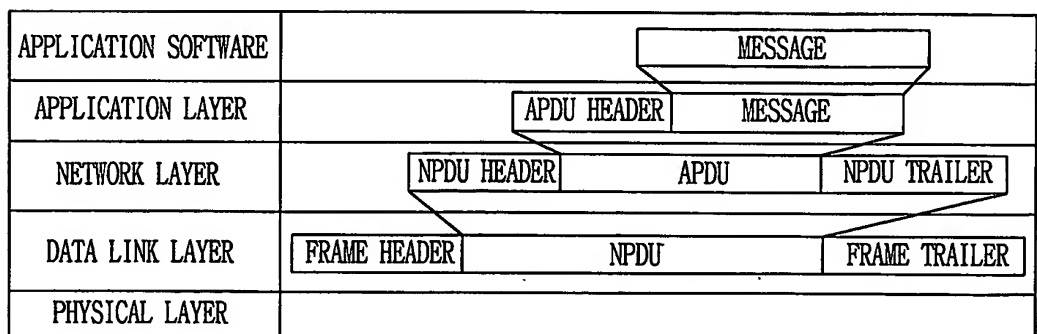 APPLICATION SOFTWARE MESSAGE
APPLICATION LAYER APDU HEADER MESSAGE
NETWORK LAYER NPDU HEADER APDU NPDU TRAILER
DATA LINK LAYER FRAME HEADER NPDU FRAME TRAILER
PHYSICAL LAYER